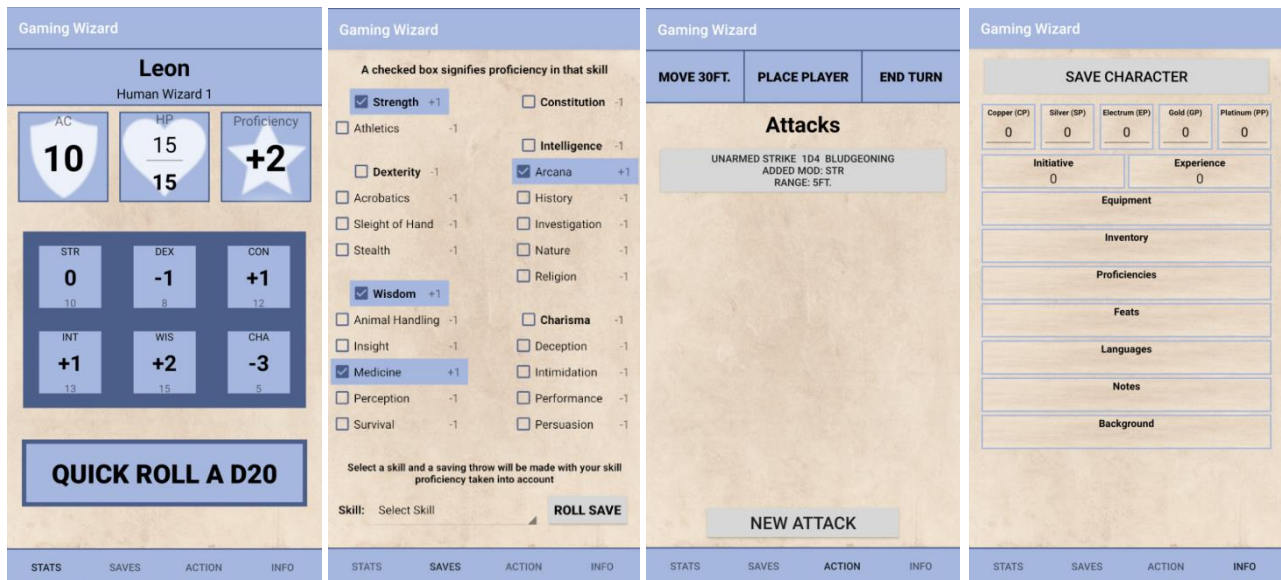 Gaming Wizard
Leon
Human Wizard 1
AC HP Proficiency
10 15 15 +2
STR DEX CON
0 -1 +1
10 8 12
INT WIS CHA
+1 +2 -3
13 15 5
QUICK ROLL A D20
STATS SAVES ACTION INFO
Gaming Wizard
A checked box signifies proficiency in that skill
Strength +1
Athletics -1
Dexterity -1
Acrobatics -1
Sleight of Hand -1
Stealth -1
Wisdom +1
Animal Handling -1
Insight -1
Medicine +1
Perception -1
Survival -1
Constitution -1
Intelligence -1
Arcana +1
History -1
Investigation -1
Nature -1
Religion -1
Charisma -1
Deception -1
Intimidation -1
Performance -1
Persuasion -1
Select a skill and a saving throw will be made with your skill
proficiency taken into account
Skill: Select Skill ROLL SAVE
STATS SAVES ACTION INFO
Gaming Wizard
MOVE 30FT. PLACE PLAYER END TURN
Attacks
UNARMED STRIKE 1D4 BLUDGEONING
ADDED MOD: STR
RANGE: 5FT.
NEW ATTACK
STATS SAVES ACTION INFO
Gaming Wizard
SAVE CHARACTER
Copper (CP) Silver (SP) Electrum (EP) Gold (GP) Platinum (PP)
0 0 0 0 0
Initiative Experience
0 0
Equipment
Inventory
Proficiencies
Feats
Languages
Notes
Background
STATS SAVES ACTION INFO